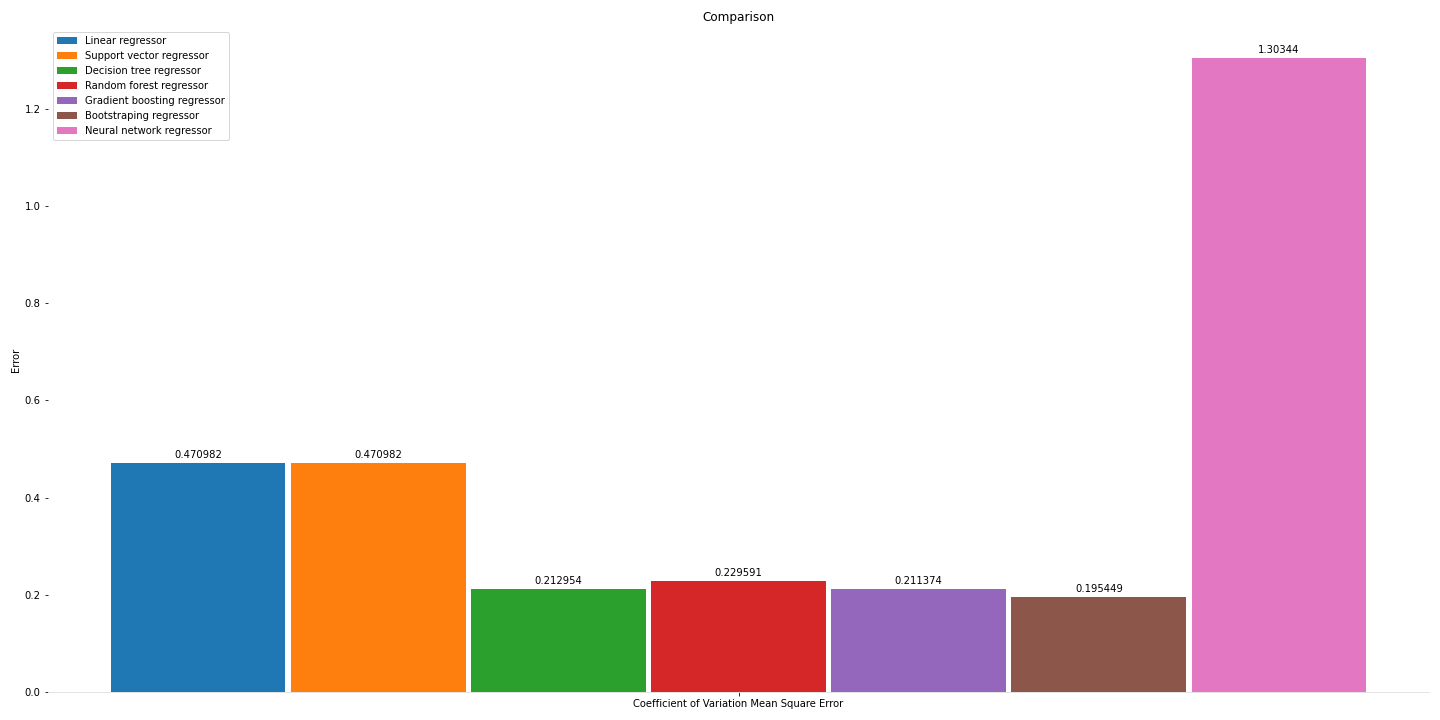 Comparison
Linear regressor
Support vector regressor
Decision tree regressor
Random forest regressor
Gradient boosting regressor
Bootstraping regressor
Neural network regressor
1.30344
1.2
1.0
0.8
Error
0.6
0.470982
0.470982
0.4
0.212954
0.229591
0.211374
0.195449
0.2
0.0
Coefficient of Variation Mean Square Error